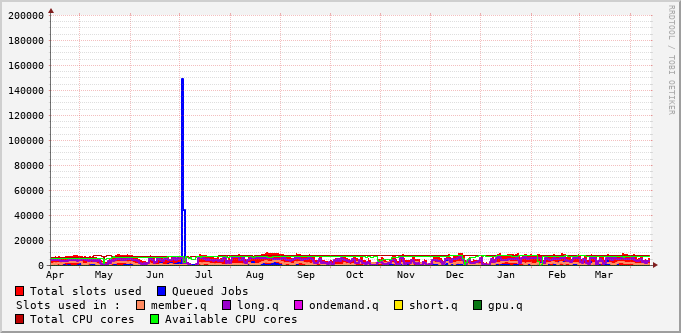 200000
180000
160000
140000
120000
100000
80000
60000
40000
20000
0
Apr May Jun Jul Aug Sep Oct Nov Dec Jan Feb Mar
Total slots used Queued Jobs
Slots used in : member.q long.q ondemand.q short.q gpu.q
Total CPU cores Available CPU cores
RRDTOOL / TOBI OETIKER